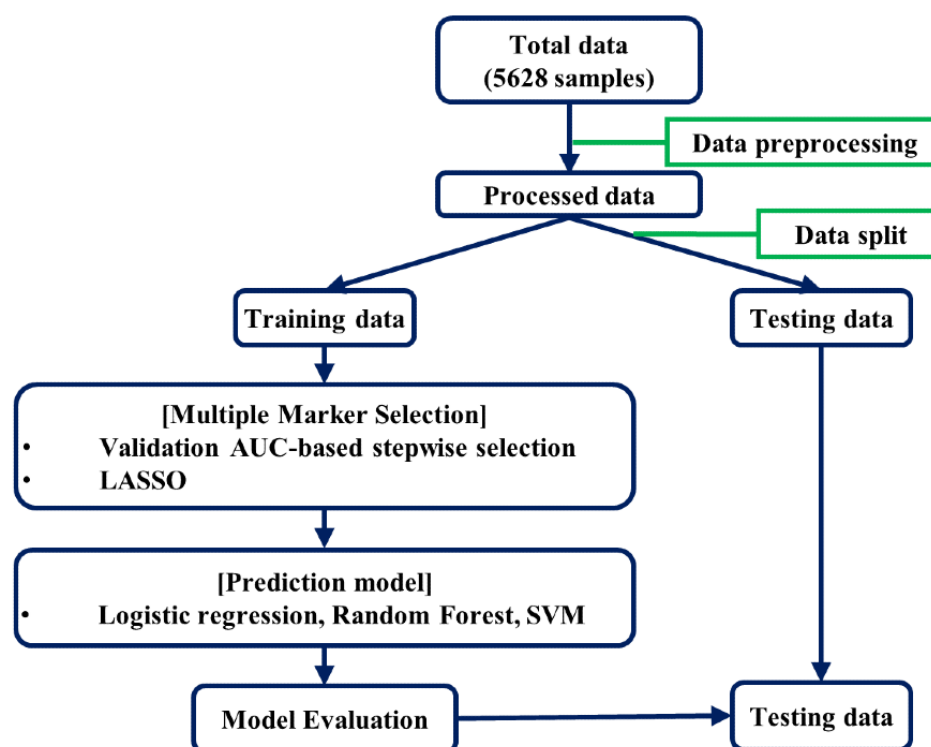 Total data
(5628 samples)
Data preprocessing
Processed data
Data split
Training data
Testing data
[Multiple Marker Selection]
• Validation AUC-based stepwise selection
• LASSO
[Prediction model]
• Logistic regression, Random Forest, SVM
Model Evaluation
Testing data